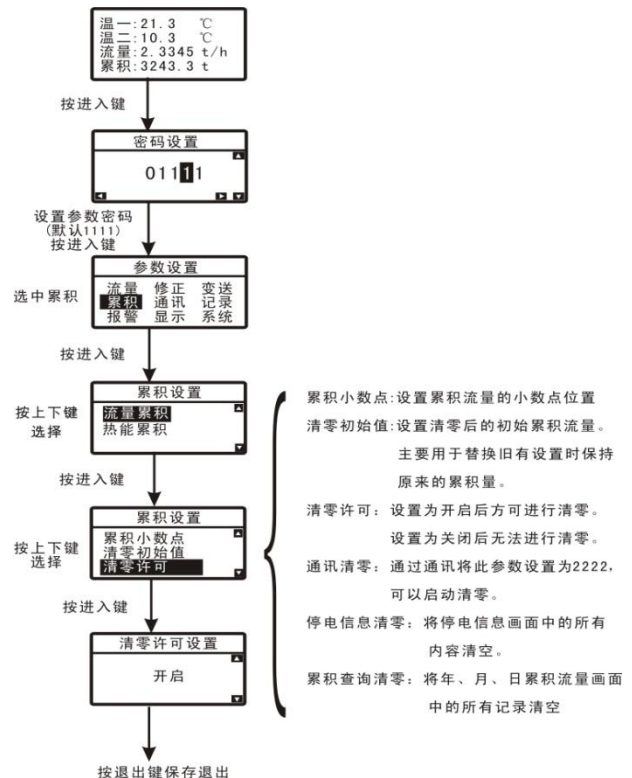 温一:21.3 ℃
温二:10.3 ℃
流量:2.3345 t/h
累积:3243.3 t
按进入键
密码设置
01111
设置参数密码
(默认1111)
按进入键
参数设置
流量 修正 变送
选中累积
累积 通讯 记录
报警 显示 系统
按进入键
累积设置
按上下键
选择
流量累积
热能累积
按进入键
累积设置
按上下键
选择
累积小数点
清零初始值
清零许可
按进入键
清零许可设置
开启
按退出键保存退出
累积小数点:设置累积流量的小数点位置
清零初始值:设置清零后的初始累积流量。
主要用于替换旧有设置时保持
原来的累积量。
清零许可: 设置为开启后方可进行清零。
设置为关闭后无法进行清零。
通讯清零: 通过通讯将此参数设置为2222,
可以启动清零。
停电信息清零: 将停电信息画面中的所有
内容清空。
累积查询清零: 将年、月、日累积流量画面
中的所有记录清空